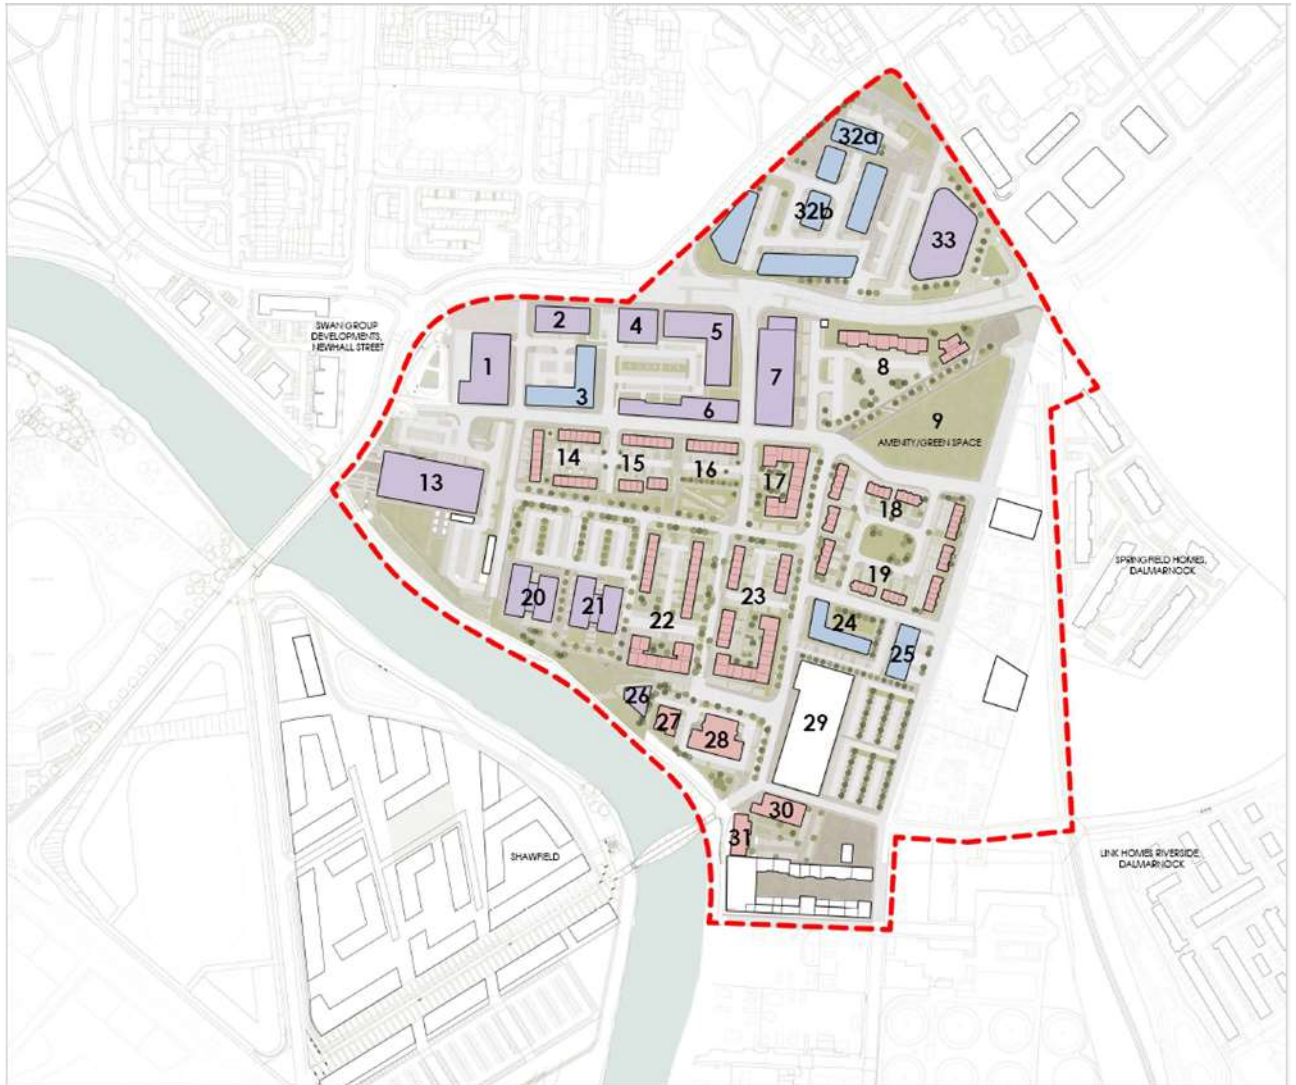 32a
32b
33
SWAN GROUP
DEVELOPMENTS,
NEWHALL STREET
2
4
5
1
3
6
7
8
9
AMENITY/GREEN SPACE
13
14
15
16
17
18
19
SPRINGFIELD HOMES,
DALMARNOCK
20
21
22
23
24
25
26
27
28
29
30
31
SHAWFIELD
LINK HOMES RIVERSIDE,
DALMARNOCK